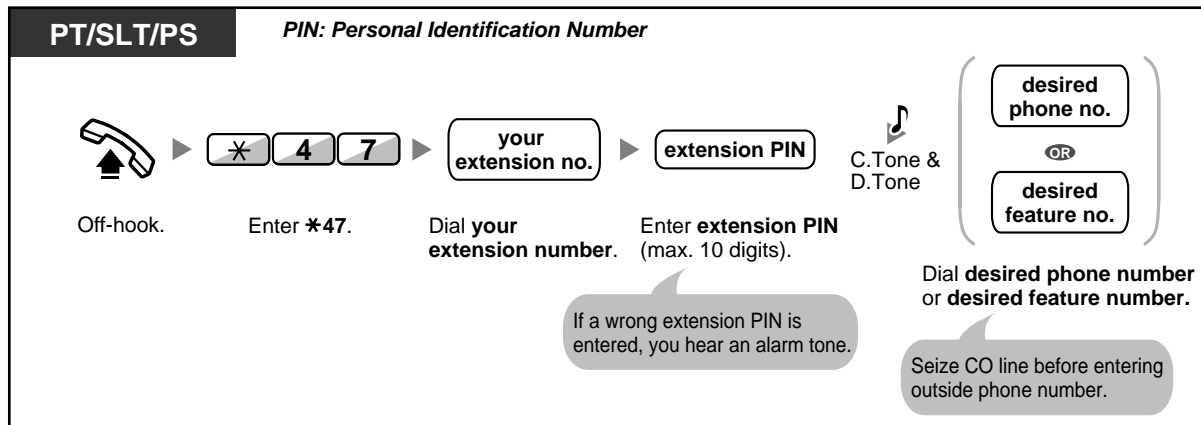 PT/SLT/PS
PIN: Personal Identification Number
4
7
your
extension no.
extension PIN
C.Tone &
D.Tone
desired
phone no.
OR
desired
feature no.
Off-hook.
Enter *47.
Dial your
extension number.
Enter extension PIN
(max. 10 digits).
Dial desired phone number
or desired feature number.
If a wrong extension PIN is
entered, you hear an alarm tone.
Seize CO line before entering
outside phone number.